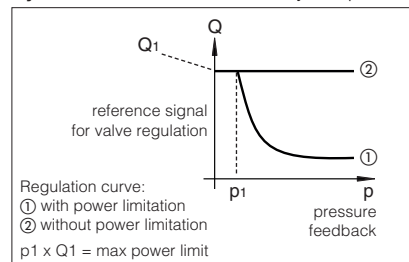 Q
Q1
②
reference signal
for valve regulation
①
Regulation curve:
① with power limitation
② without power limitation
p1 x Q1 = max power limit
p1
p
pressure
feedback